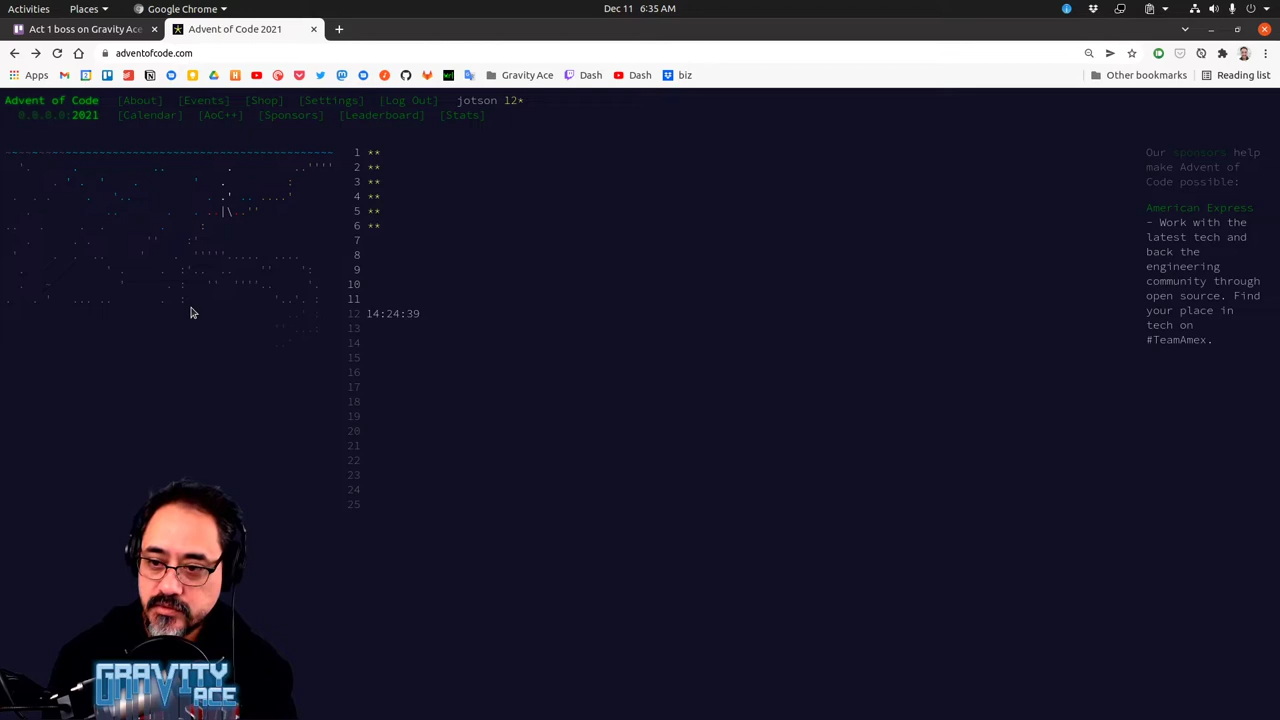 Activities Places Google Chrome Dec 11 6:35 AM
Act 1 boss on Gravity Ace Advent of Code 2021
adventofcode.com
Apps Gravity Ace Dash Dash biz Other bookmarks Reading list
Advent of Code [About] [Events] [Shop] [Settings] [Log Out] jotson 12*
0.0.8.0:2021 [Calendar] [AoC++] [Sponsors] [Leaderboard] [Stats]
1 **
2 **
3 **
4 **
5 **
6 **
7
8
9
10
11
12 14:24:39
13
14
15
16
17
18
19
20
21
22
23
24
25
Our sponsors help
make Advent of
Code possible:
American Express
- Work with the
latest tech and
back the
engineering
community through
open source. Find
your place in
tech on
#TeamAmex.
GRAVITY
ACE